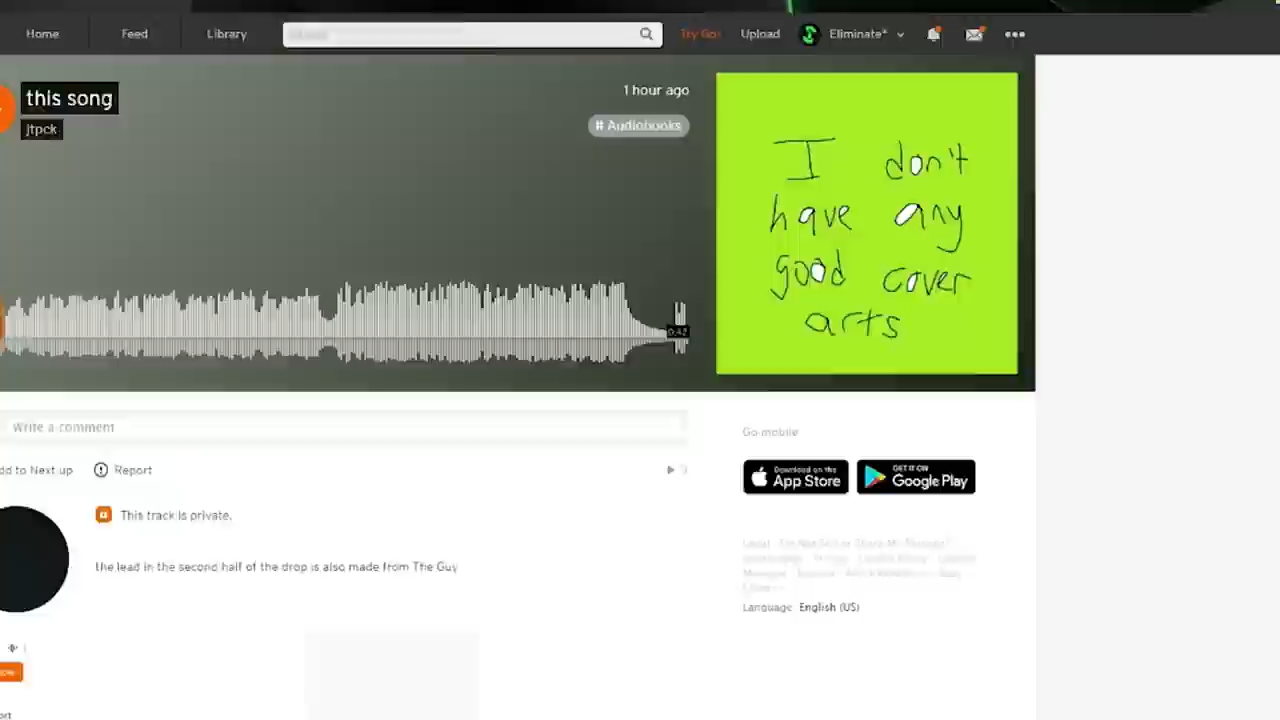 Home Feed Library Try Go! Upload Eliminate*
this song
1 hour ago
jtpck
# Audiobooks
I don't
have any
good cover
arts
0:42
Write a comment
Go mobile
dd to Next up Report
Download on the
App Store
GET IT ON
Google Play
This track is private.
the lead in the second half of the drop is also made from The Guy
Language: English (US)